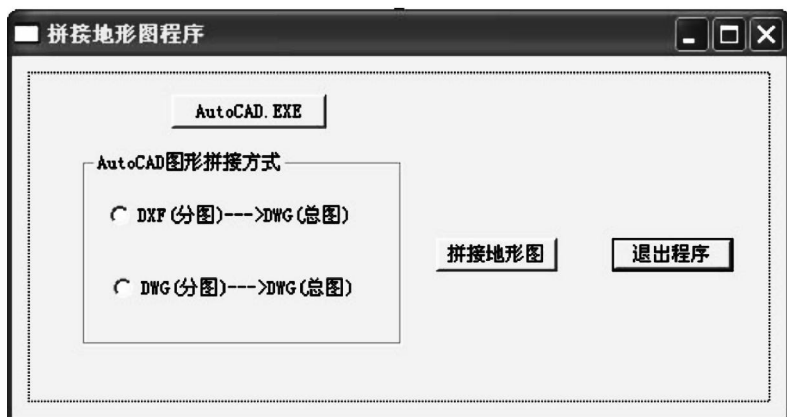 拼接地形图程序
AutoCAD.EXE
AutoCAD图形拼接方式
DXF(分图)--->DWG(总图)
DWG(分图)--->DWG(总图)
拼接地形图
退出程序